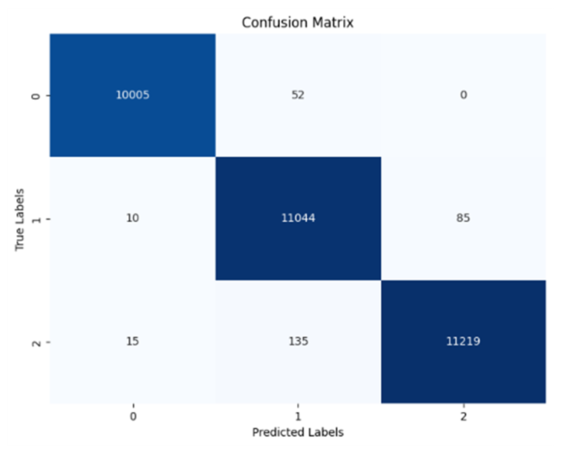 Confusion Matrix
0 10005 52 0
1 10 11044 85
2 15 135 11219
0 1 2
True Labels
Predicted Labels